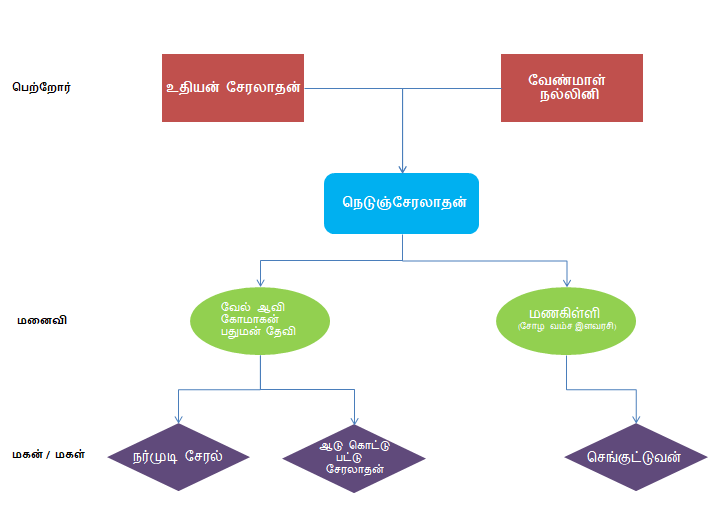 பெற்றோர்
உதியன் சேரலாதன்
வேண்மாள்
நல்லினி
நெடுஞ்சேரலாதன்
மனைவி
வேல் ஆவி
கோமாகன்
பதுமன் தேவி
மணகிள்ளி
(சோழ வம்ச இளவரசி)
மகன் / மகள்
நர்முடி சேரல்
ஆடு கொட்டு
பட்டு
சேரலாதன்
செங்குட்டுவன்